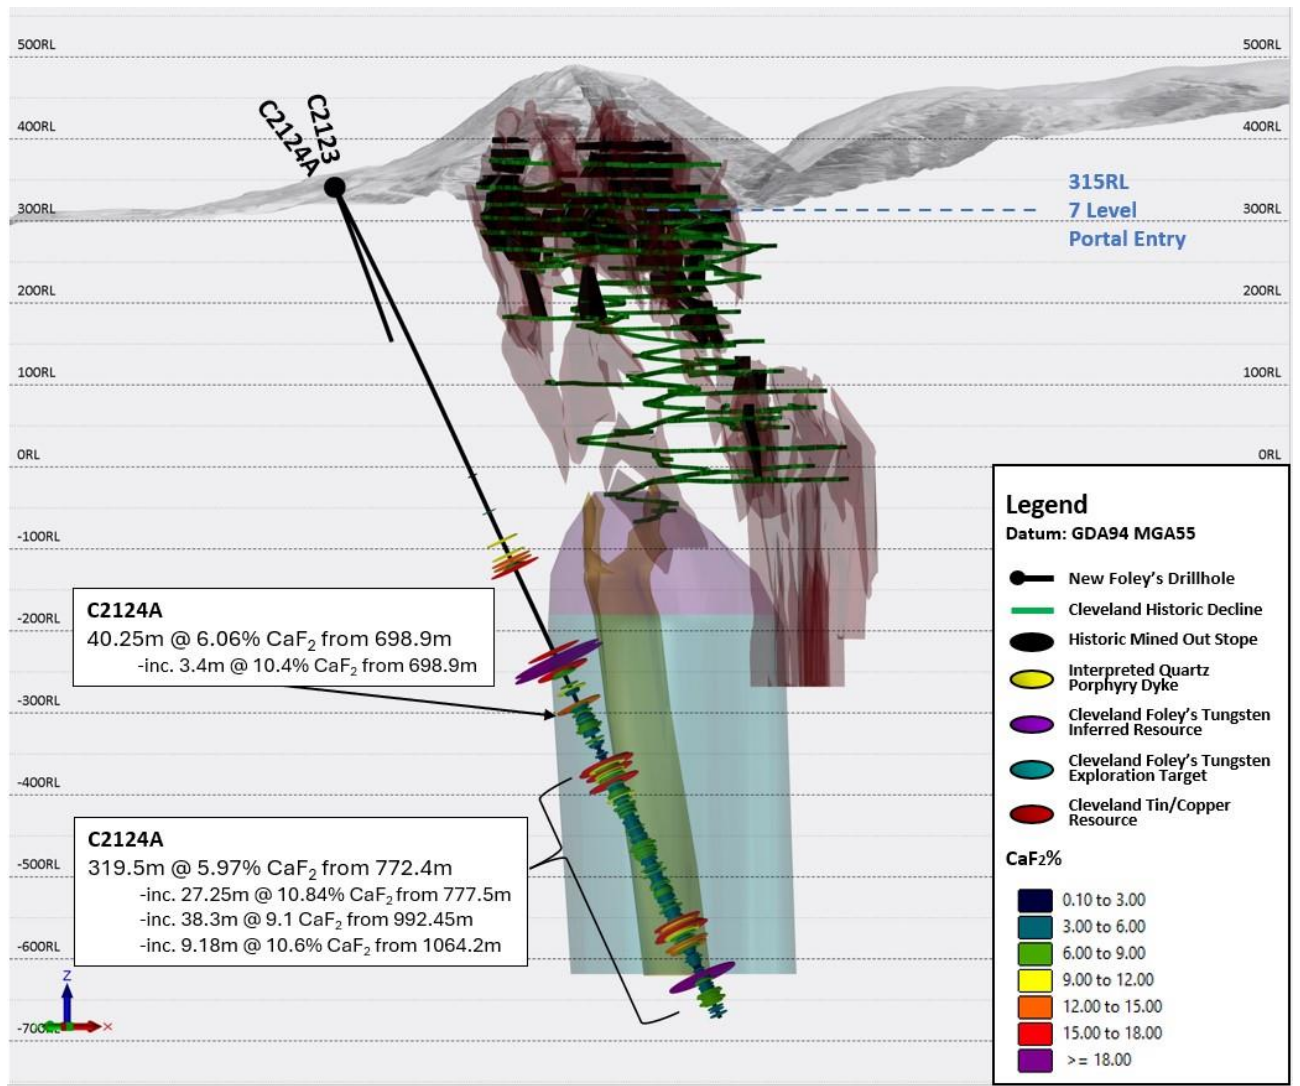 500RL
500RL
C2123
C2124A
400RL
400RL
315RL
7 Level
Portal Entry
300RL
300RL
200RL
200RL
100RL
100RL
0RL
0RL
-100RL
-200RL
-300RL
-400RL
-500RL
-600RL
-700RL
C2124A
40.25m @ 6.06% CaF₂ from 698.9m
-inc. 3.4m @ 10.4% CaF₂ from 698.9m
C2124A
319.5m @ 5.97% CaF₂ from 772.4m
-inc. 27.25m @ 10.84% CaF₂ from 777.5m
-inc. 38.3m @ 9.1 CaF₂ from 992.45m
-inc. 9.18m @ 10.6% CaF₂ from 1064.2m
Z
X
Legend
Datum: GDA94 MGA55
New Foley's Drillhole
Cleveland Historic Decline
Historic Mined Out Stope
Interpreted Quartz
Porphyry Dyke
Cleveland Foley's Tungsten
Inferred Resource
Cleveland Foley's Tungsten
Exploration Target
Cleveland Tin/Copper
Resource
CaF₂%
0.10 to 3.00
3.00 to 6.00
6.00 to 9.00
9.00 to 12.00
12.00 to 15.00
15.00 to 18.00
>= 18.00